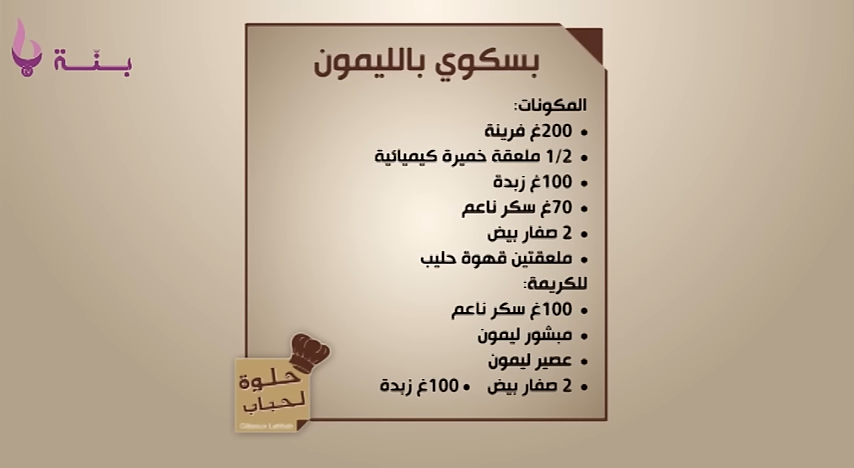 بنّة
بسكوي بالليمون
المكونات:
• 200غ فرينة
• 1/2 ملعقة خميرة كيميائية
• 100غ زبدة
• 70غ سكر ناعم
• 2 صفار بيض
• ملعقتين قهوة حليب
للكريمة:
• 100غ سكر ناعم
• مبشور ليمون
• عصير ليمون
• 2 صفار بيض • 100غ زبدة
حلوة
لحباب